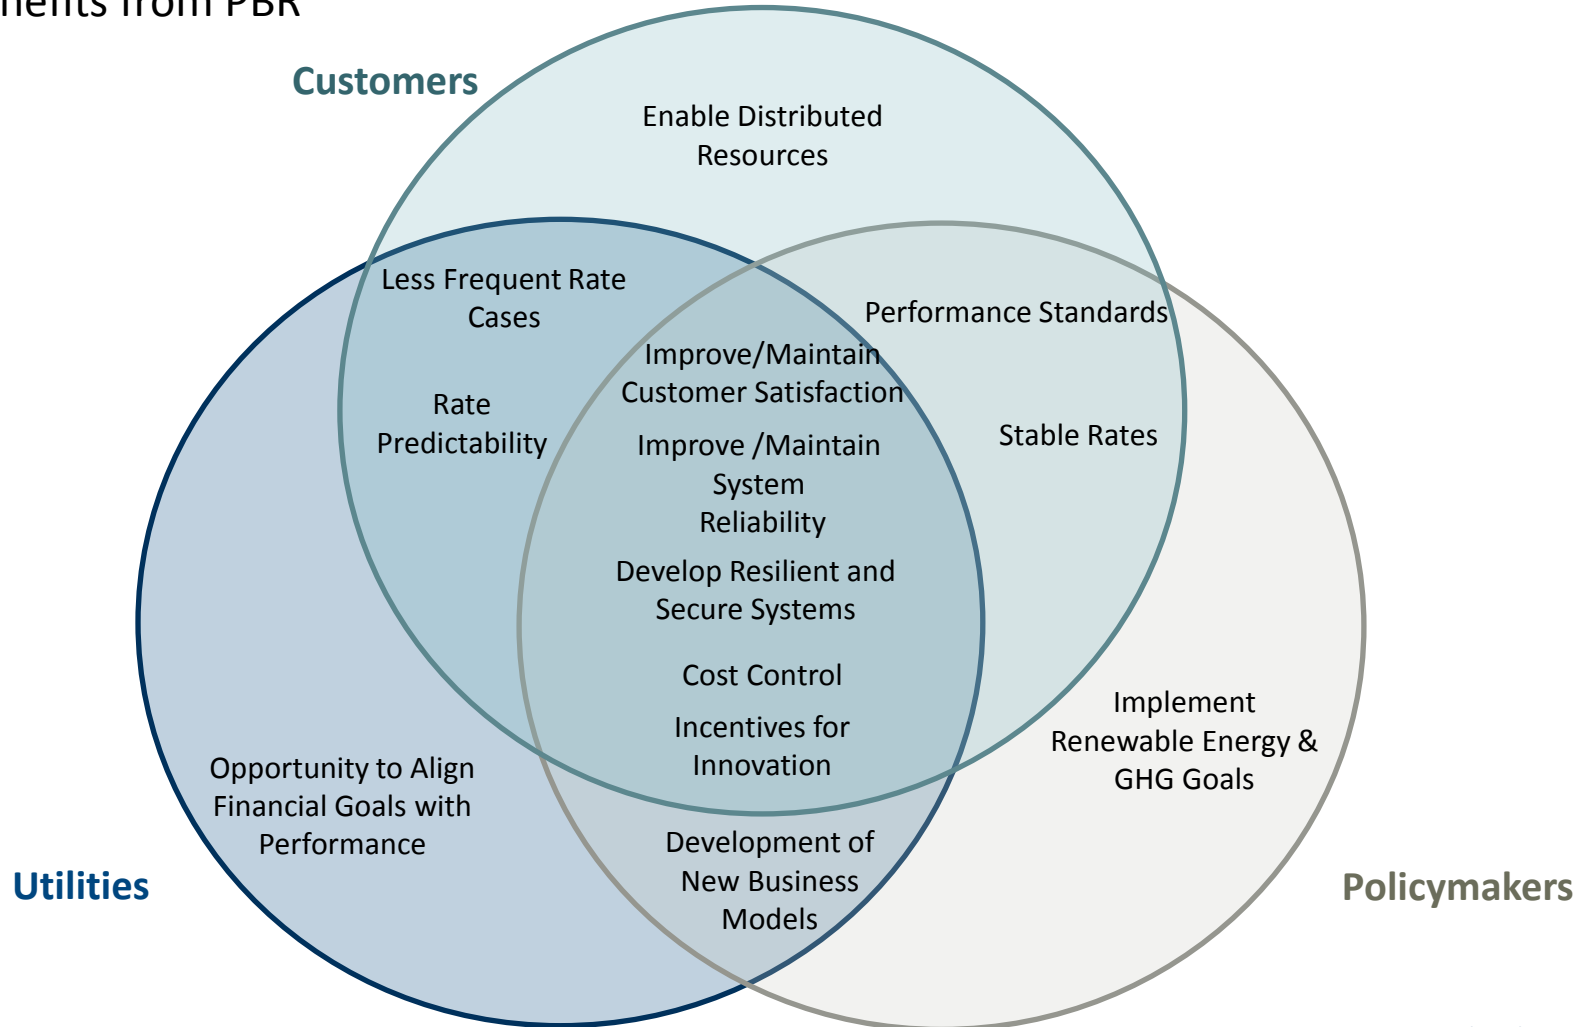 from PBR
Customers
Enable Distributed
Resources
Less Frequent Rate
Cases
Performance Standards
Improve/Maintain
Customer Satisfaction
Rate
Predictability
Stable Rates
Improve /Maintain
System
Reliability
Develop Resilient and
Secure Systems
Cost Control
Incentives for
Innovation
Implement
Renewable Energy &
GHG Goals
Opportunity to Align
Financial Goals with
Performance
Development of
New Business
Models
Utilities
Policymakers